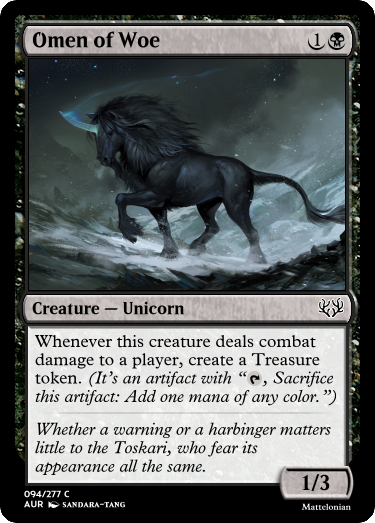 Omen of Woe 1
Creature — Unicorn
Whenever this creature deals combat
damage to a player, create a Treasure
token. (It's an artifact with “, Sacrifice
this artifact: Add one mana of any color.”)
Whether a warning or a harbinger matters
little to the Toskari, who fear its
appearance all the same.
1/3
094/277 C
AUR SANDARA-TANG
Mattelonian